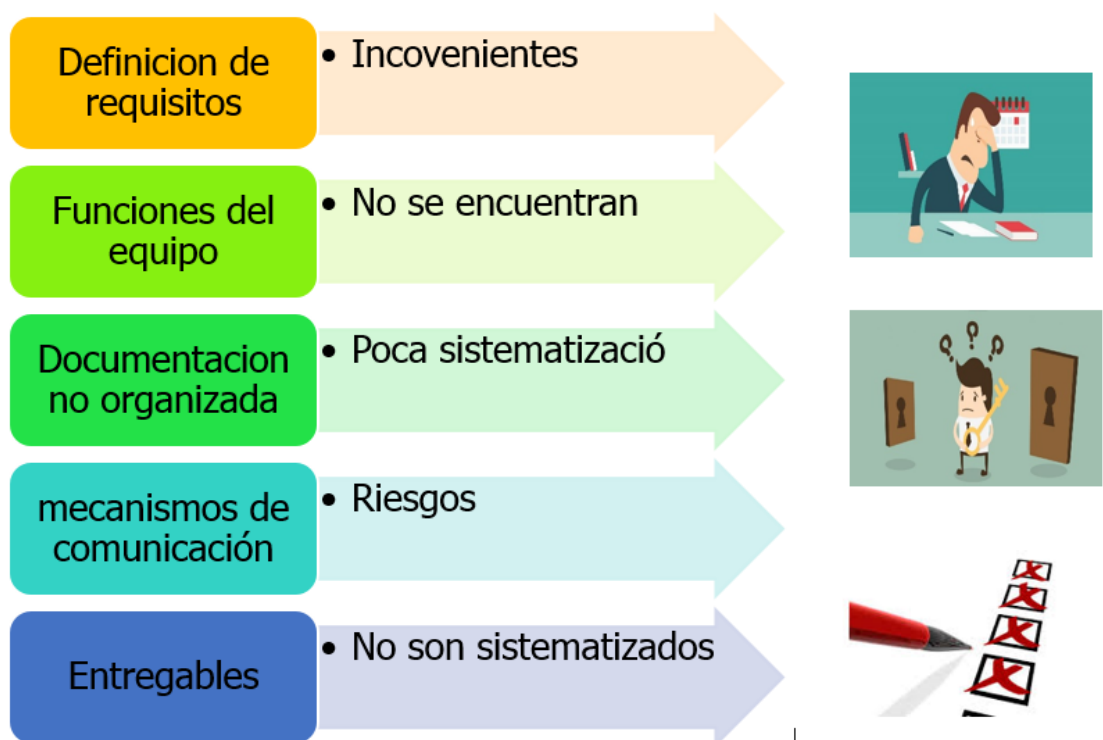 Definicion de
requisitos
• Incovenientes
Funciones del
equipo
• No se encuentran
Documentacion
no organizada
• Poca sistematizació
mecanismos de
comunicación
• Riesgos
Entregables
• No son sistematizados
? ? ?